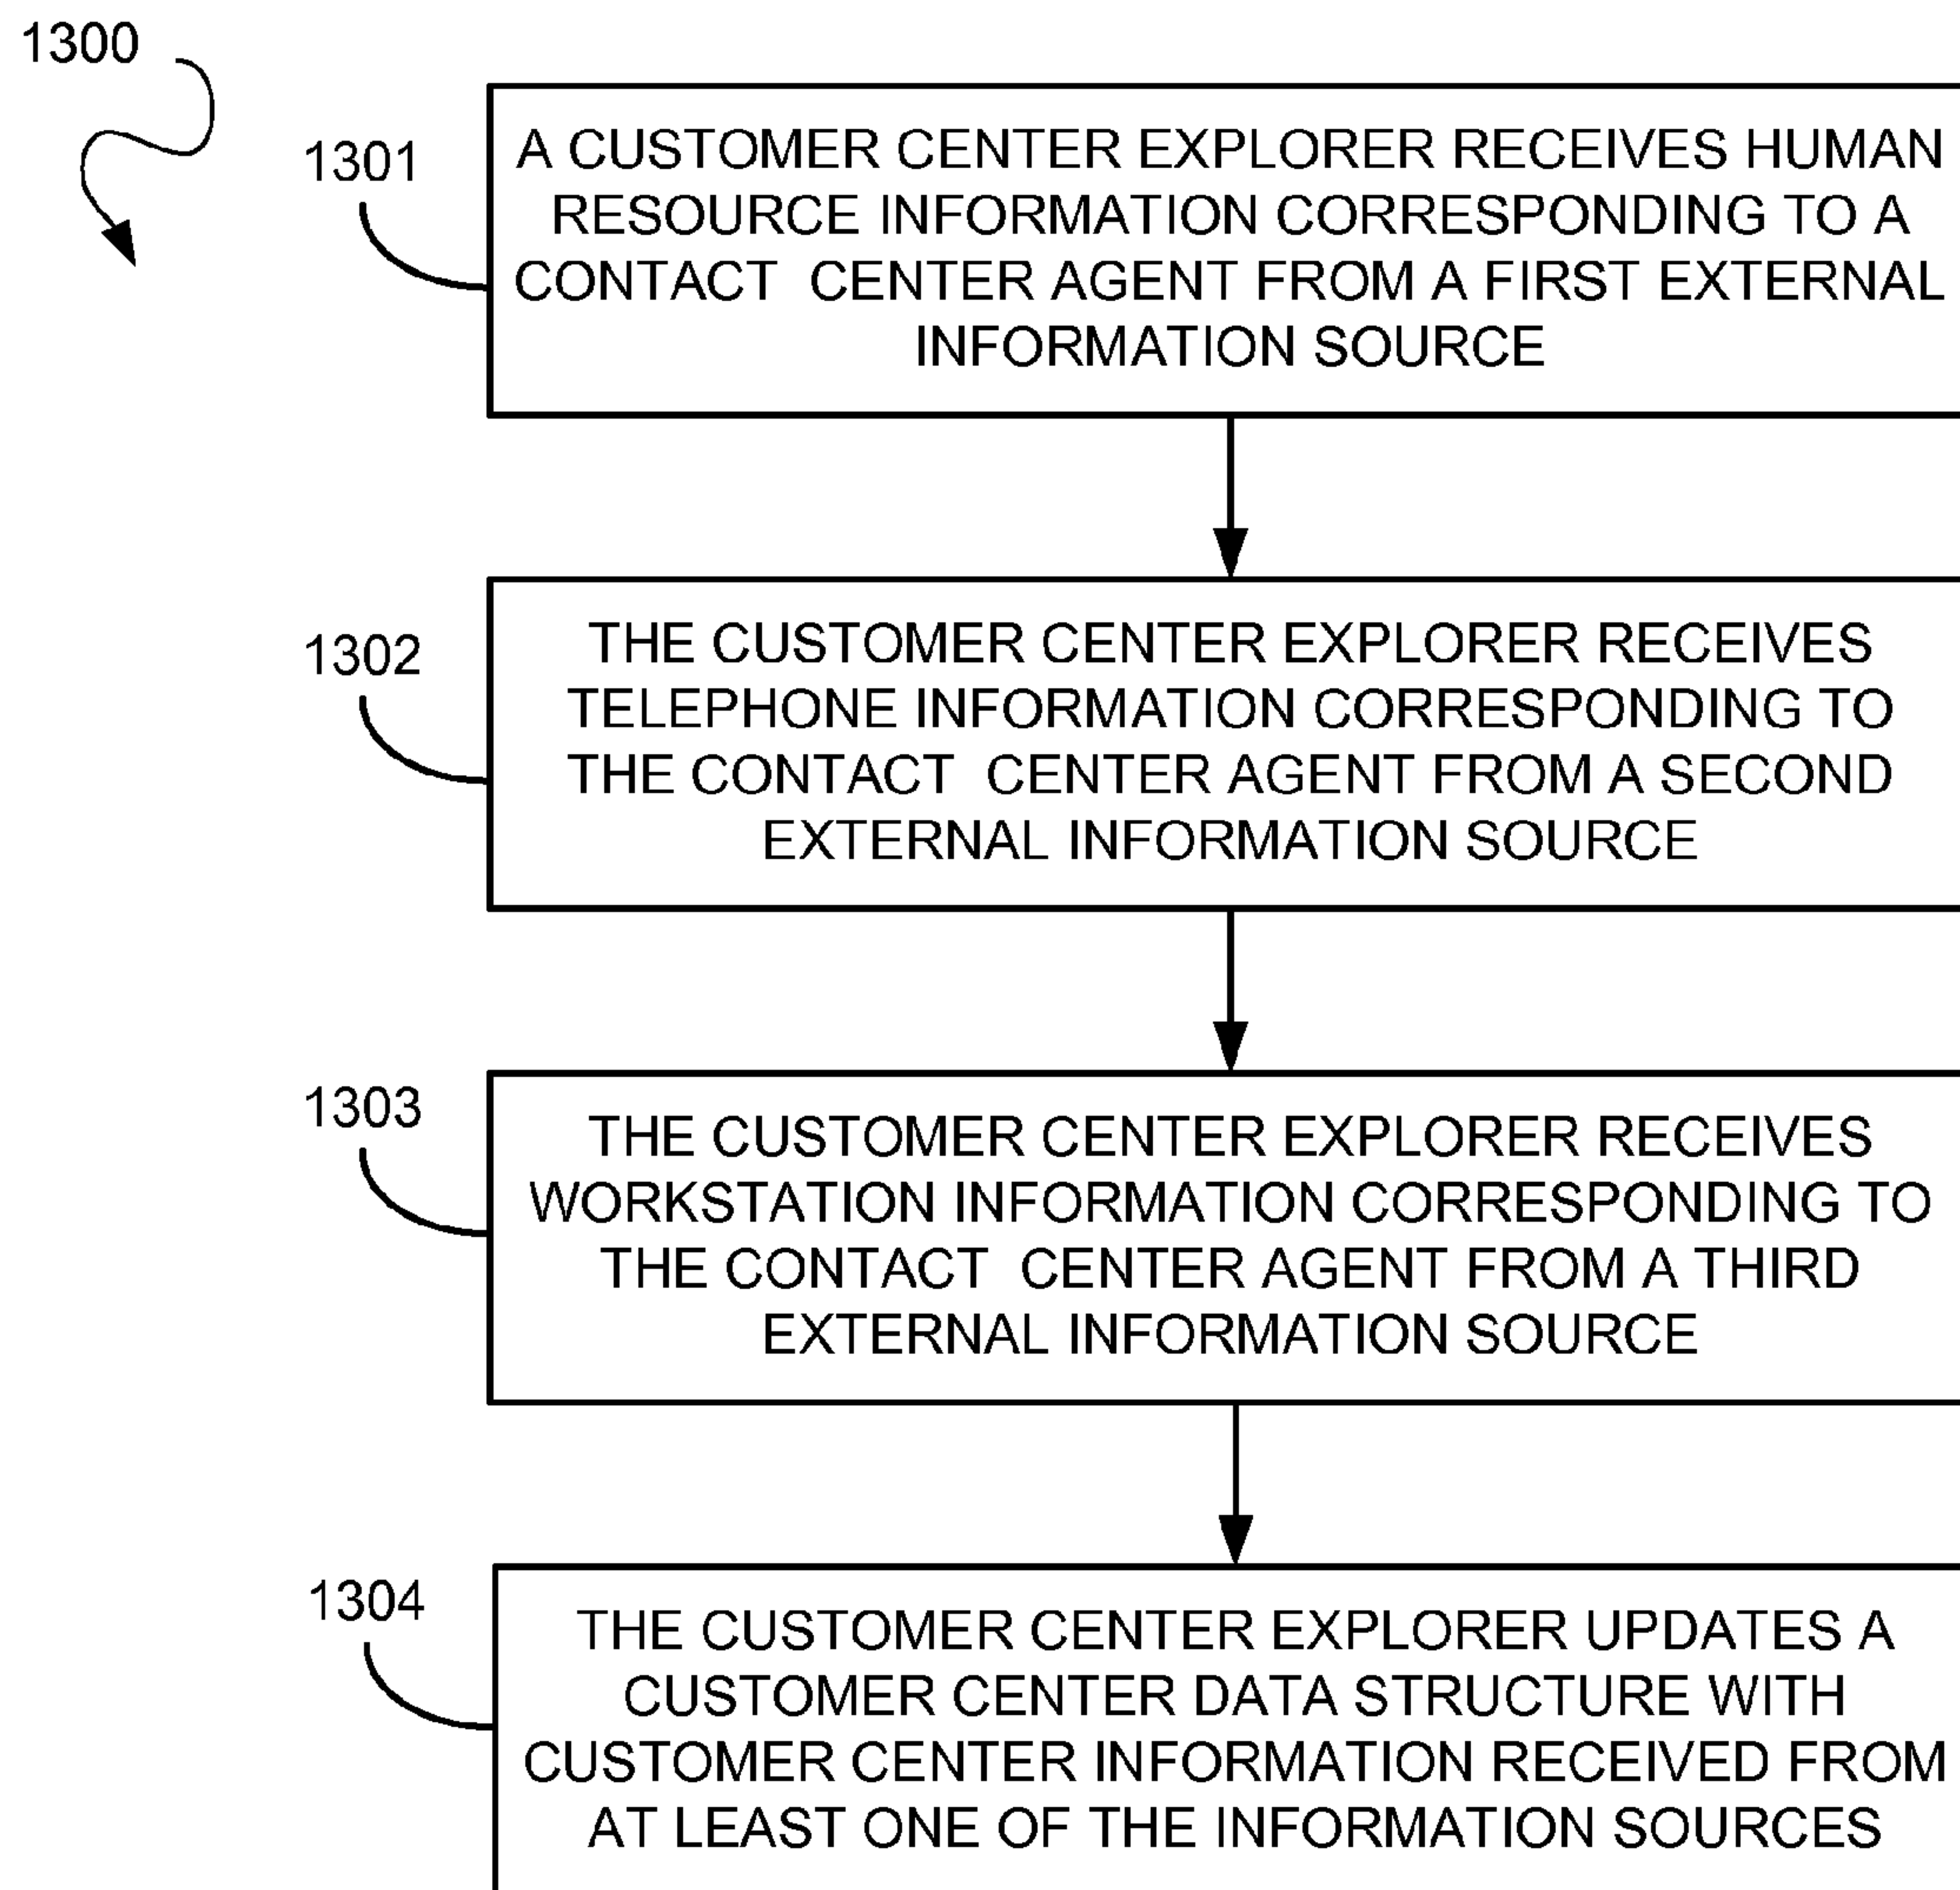 1300
1301
A CUSTOMER CENTER EXPLORER RECEIVES HUMAN
RESOURCE INFORMATION CORRESPONDING TO A
CONTACT CENTER AGENT FROM A FIRST EXTERNAL
INFORMATION SOURCE
1302
THE CUSTOMER CENTER EXPLORER RECEIVES
TELEPHONE INFORMATION CORRESPONDING TO
THE CONTACT CENTER AGENT FROM A SECOND
EXTERNAL INFORMATION SOURCE
1303
THE CUSTOMER CENTER EXPLORER RECEIVES
WORKSTATION INFORMATION CORRESPONDING TO
THE CONTACT CENTER AGENT FROM A THIRD
EXTERNAL INFORMATION SOURCE
1304
THE CUSTOMER CENTER EXPLORER UPDATES A
CUSTOMER CENTER DATA STRUCTURE WITH
CUSTOMER CENTER INFORMATION RECEIVED FROM
AT LEAST ONE OF THE INFORMATION SOURCES